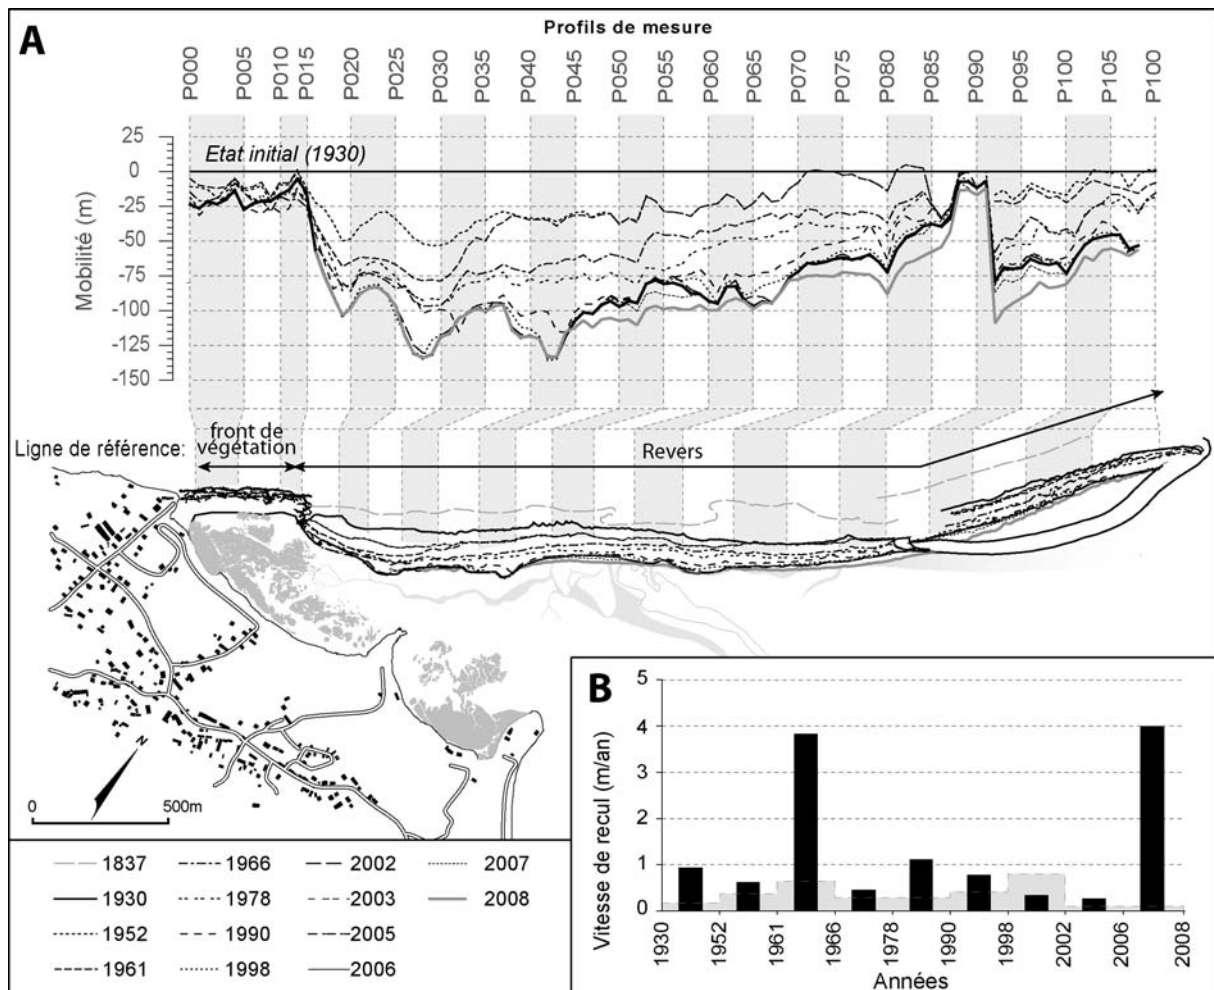 A
Profils de mesure
P000 P005 P010 P015 P020 P025 P030 P035 P040 P045 P050 P055 P060 P065 P070 P075 P080 P085 P090 P095 P100 P105 P100
Mobilité (m)
25
0
-25
-50
-75
-100
-125
-150
Etat initial (1930)
Ligne de référence:
front de
végétation
Revers
N
0 500m
1837 1966 2002 2007
1930 1978 2003 2008
1952 1990 2005
1961 1998 2006
B
Vitesse de recul (m/an)
5
4
3
2
1
0
1930 1952 1961 1966 1978 1990 1998 2002 2006 2008
Années